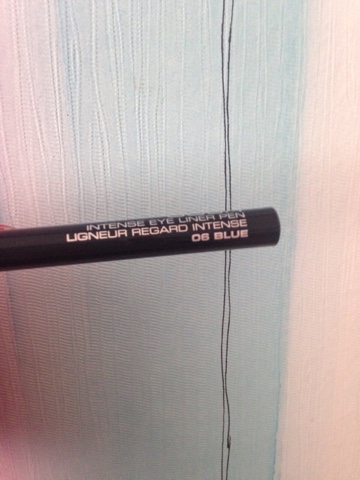 INTENSE EYE LINER PEN
LIGNEUR REGARD INTENSE
06 BLUE